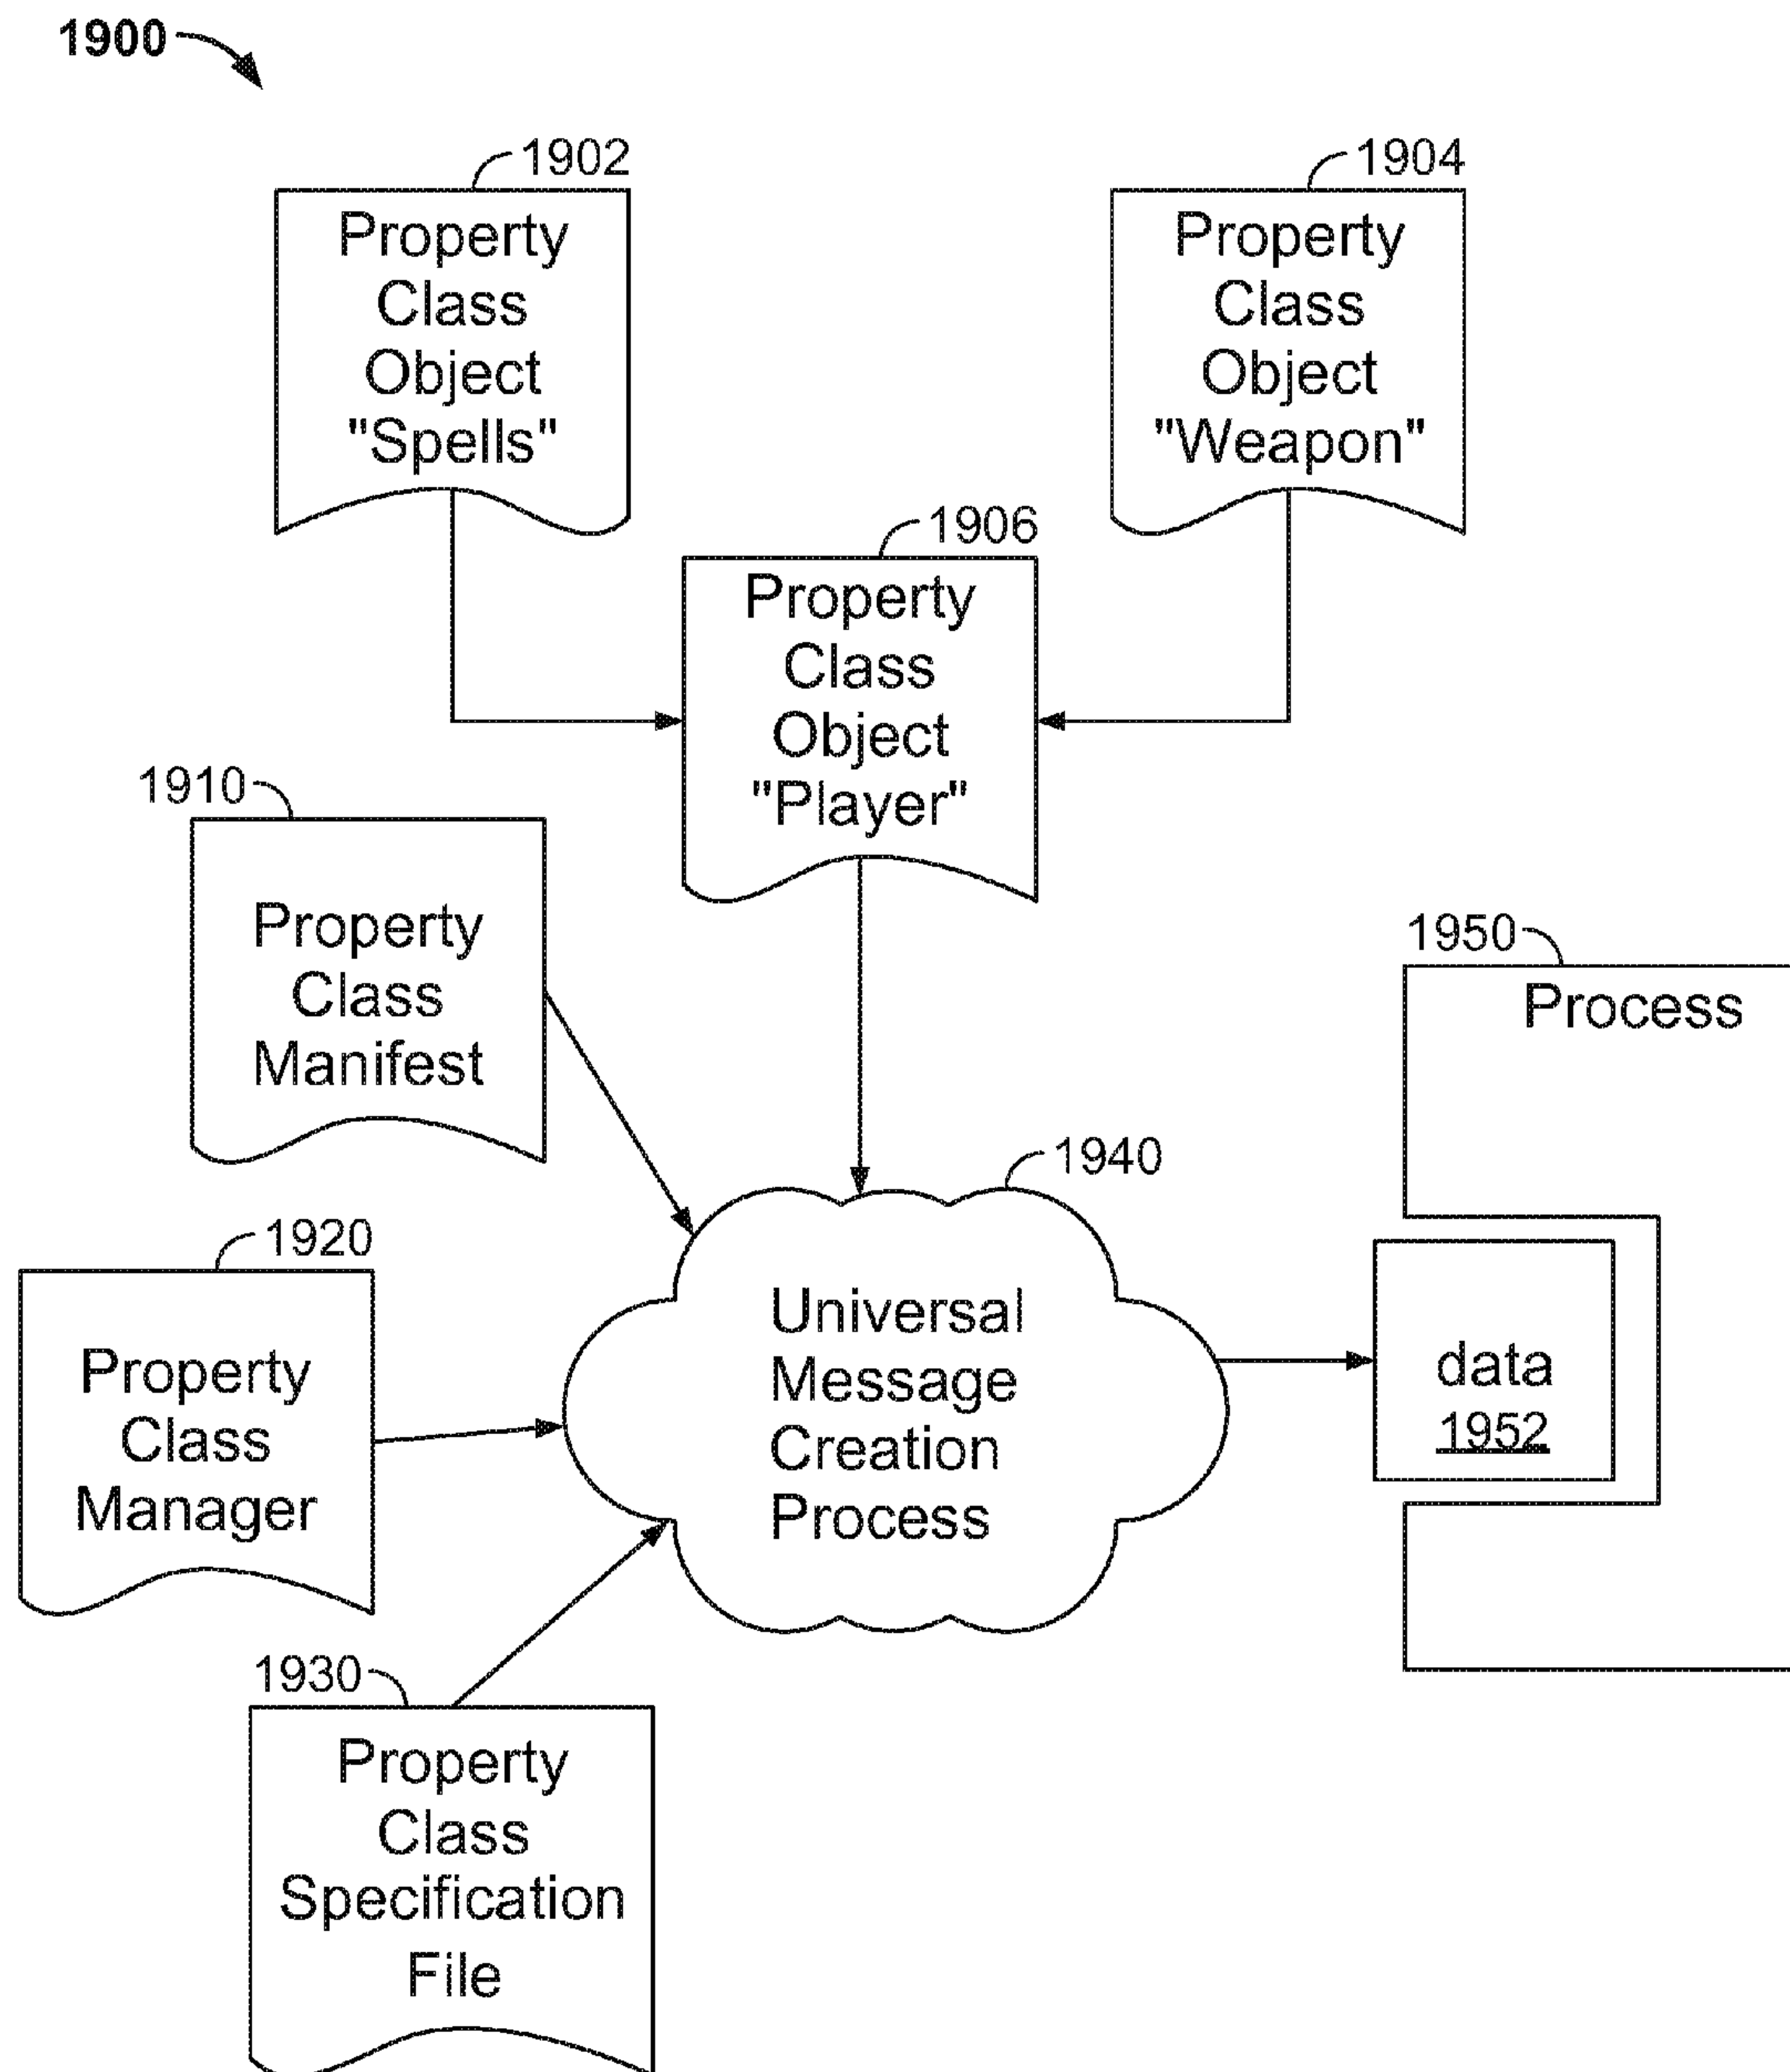 1900
1902
Property
Class
Object
"Spells"
1904
Property
Class
Object
"Weapon"
1906
Property
Class
Object
"Player"
1910
Property
Class
Manifest
1950
Process
1940
Universal
Message
Creation
Process
1920
Property
Class
Manager
data
1952
1930
Property
Class
Specification
File